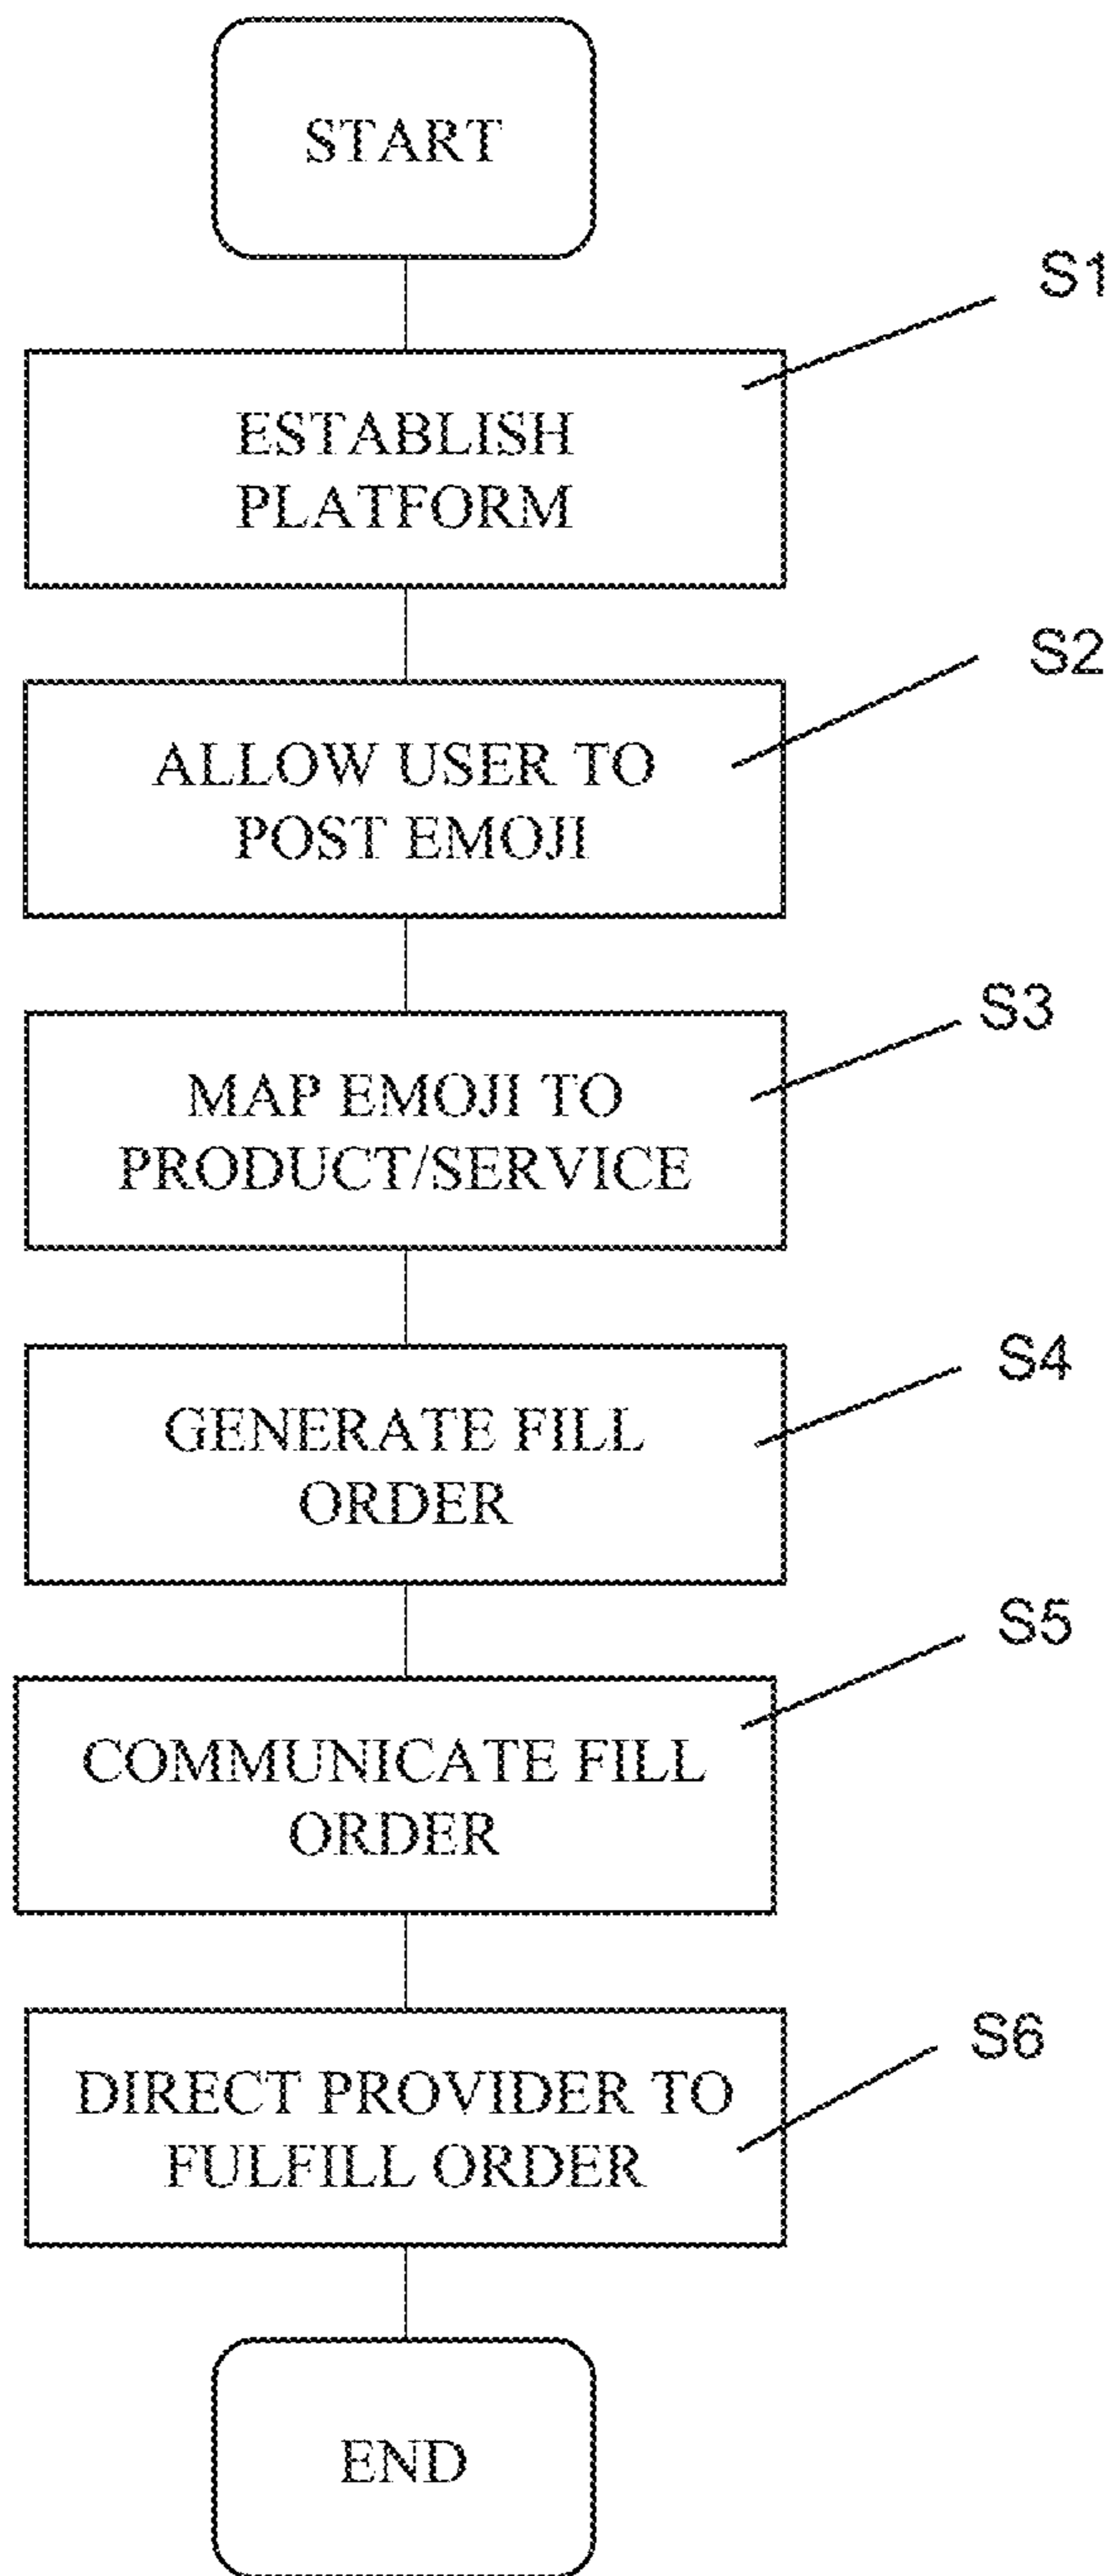 START
S1
ESTABLISH
PLATFORM
S2
ALLOW USER TO
POST EMOJI
S3
MAP EMOJI TO
PRODUCT/SERVICE
S4
GENERATE FILL
ORDER
S5
COMMUNICATE FILL
ORDER
S6
DIRECT PROVIDER TO
FULFILL ORDER
END